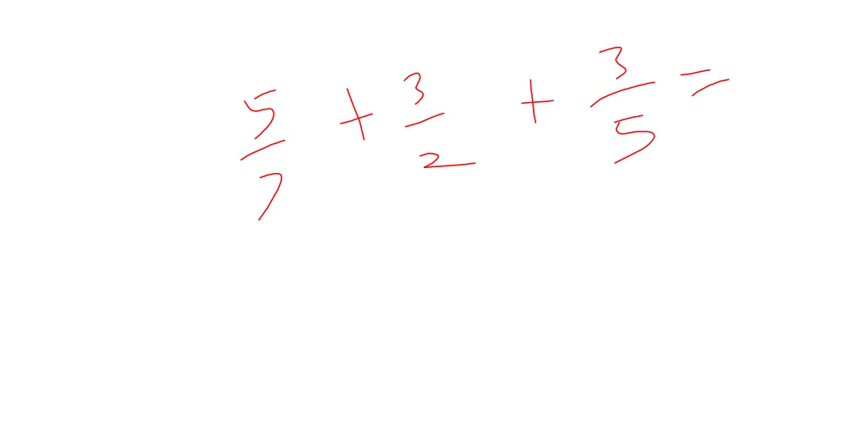 5/7 + 3/2 + 3/5 =